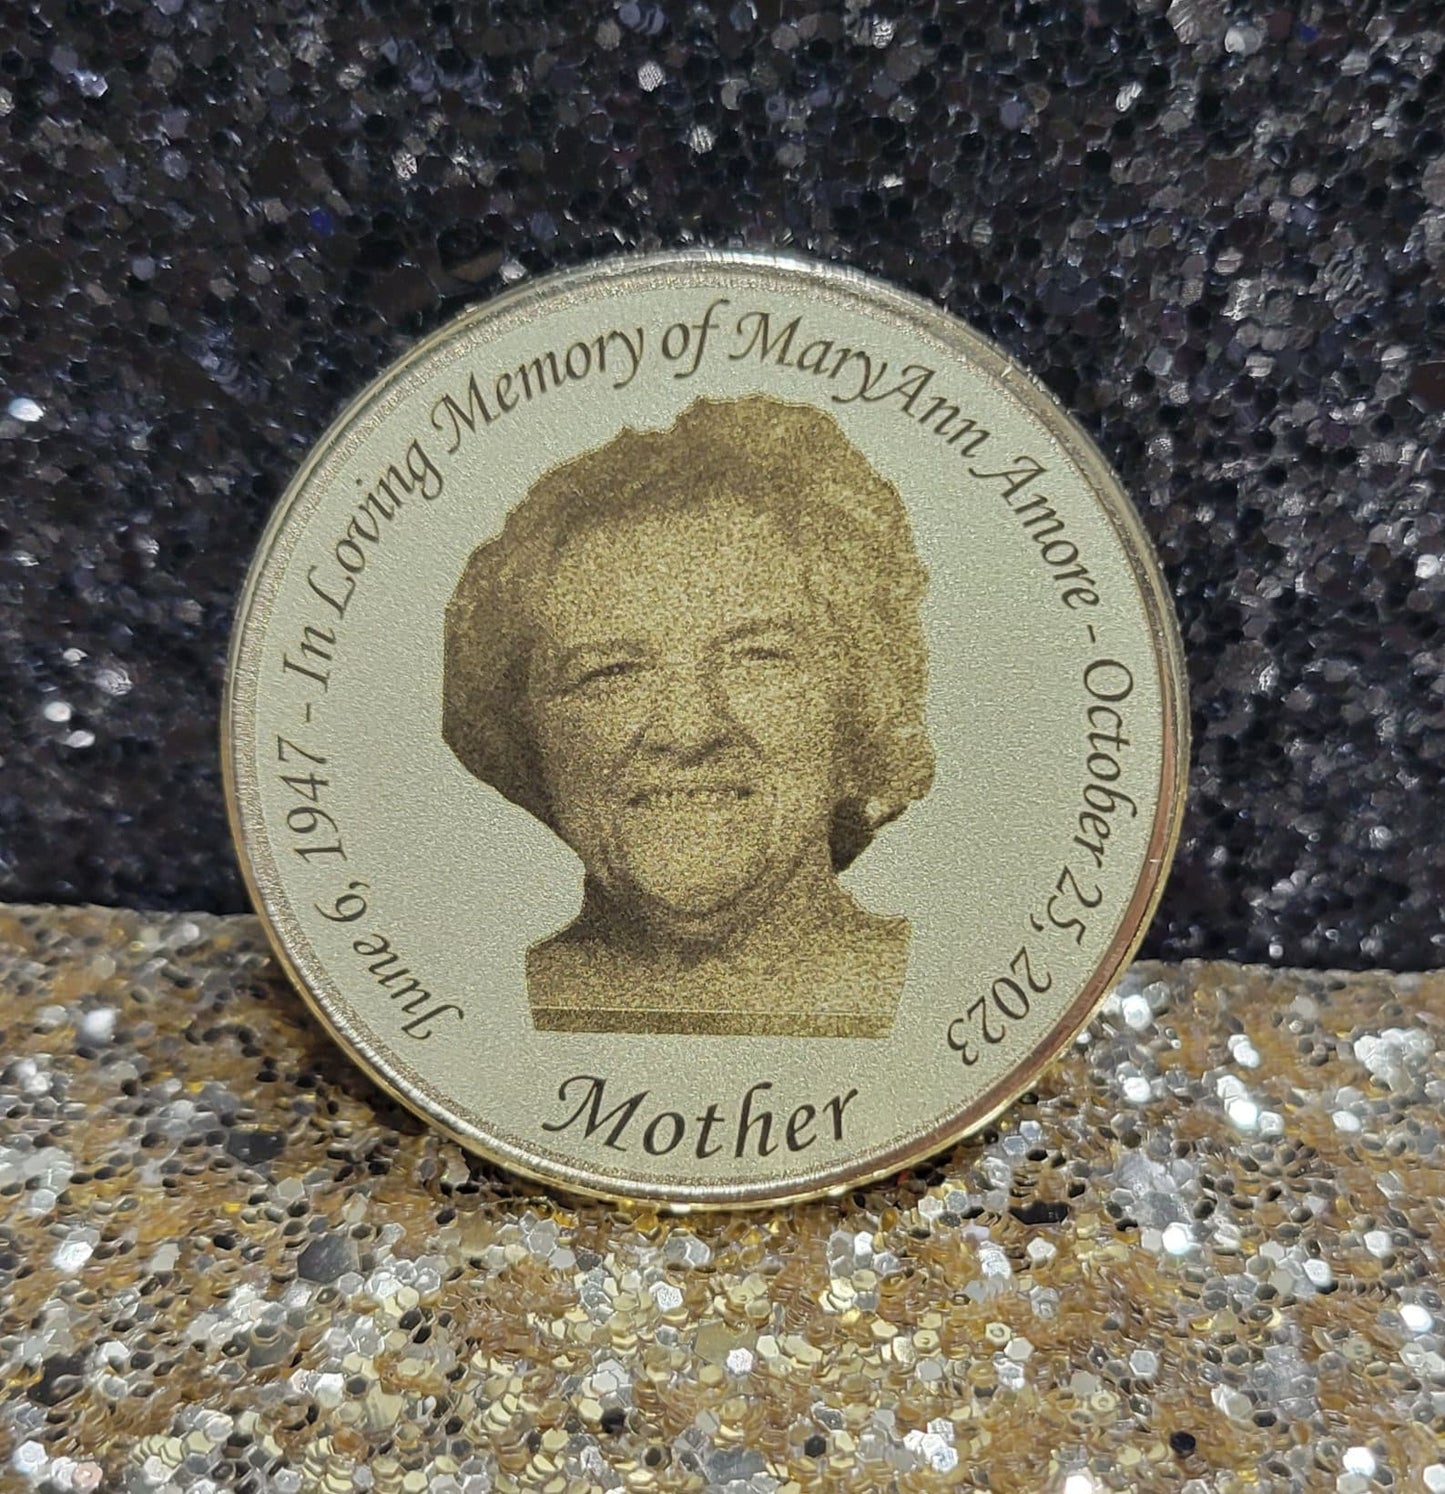 June 6, 1947 - In Loving Memory of MaryAnn Amore - October 25, 2023
Mother